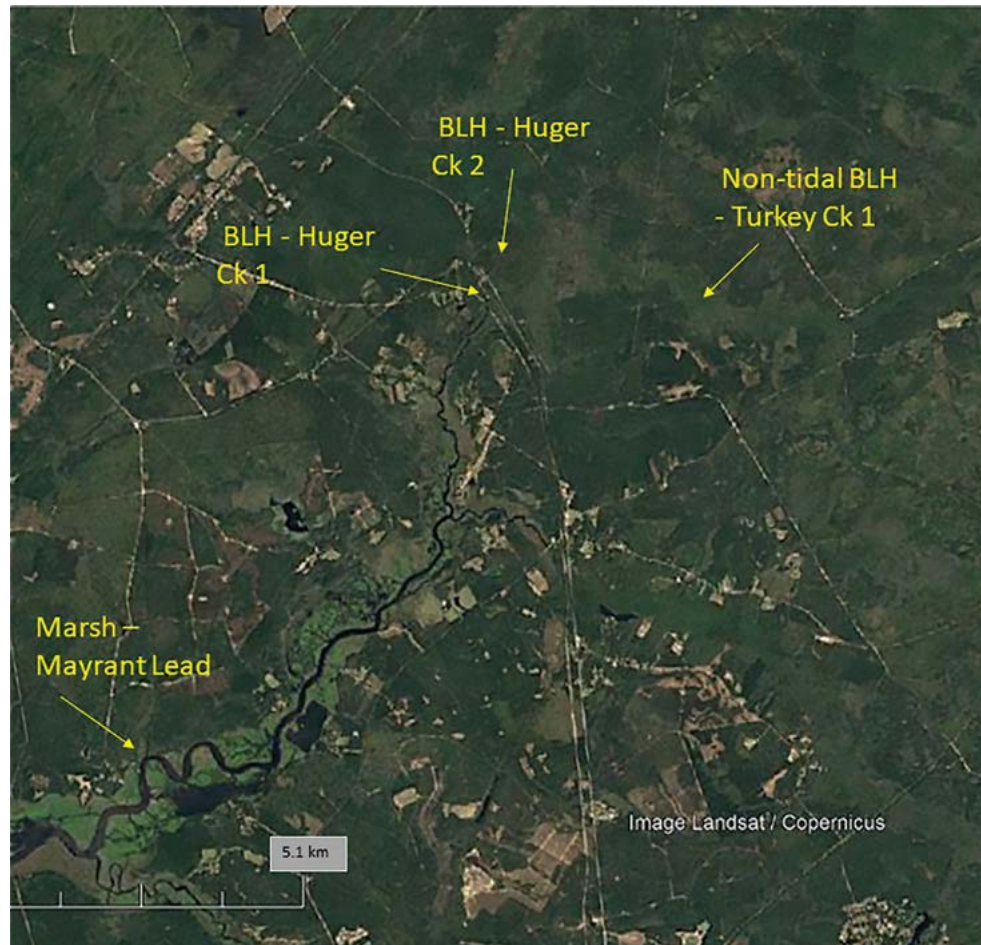 BLH - Huger
Ck 2
Non-tidal BLH
- Turkey Ck 1
BLH - Huger
Ck 1
Marsh –
Mayrant Lead
Image Landsat / Copernicus
5.1 km